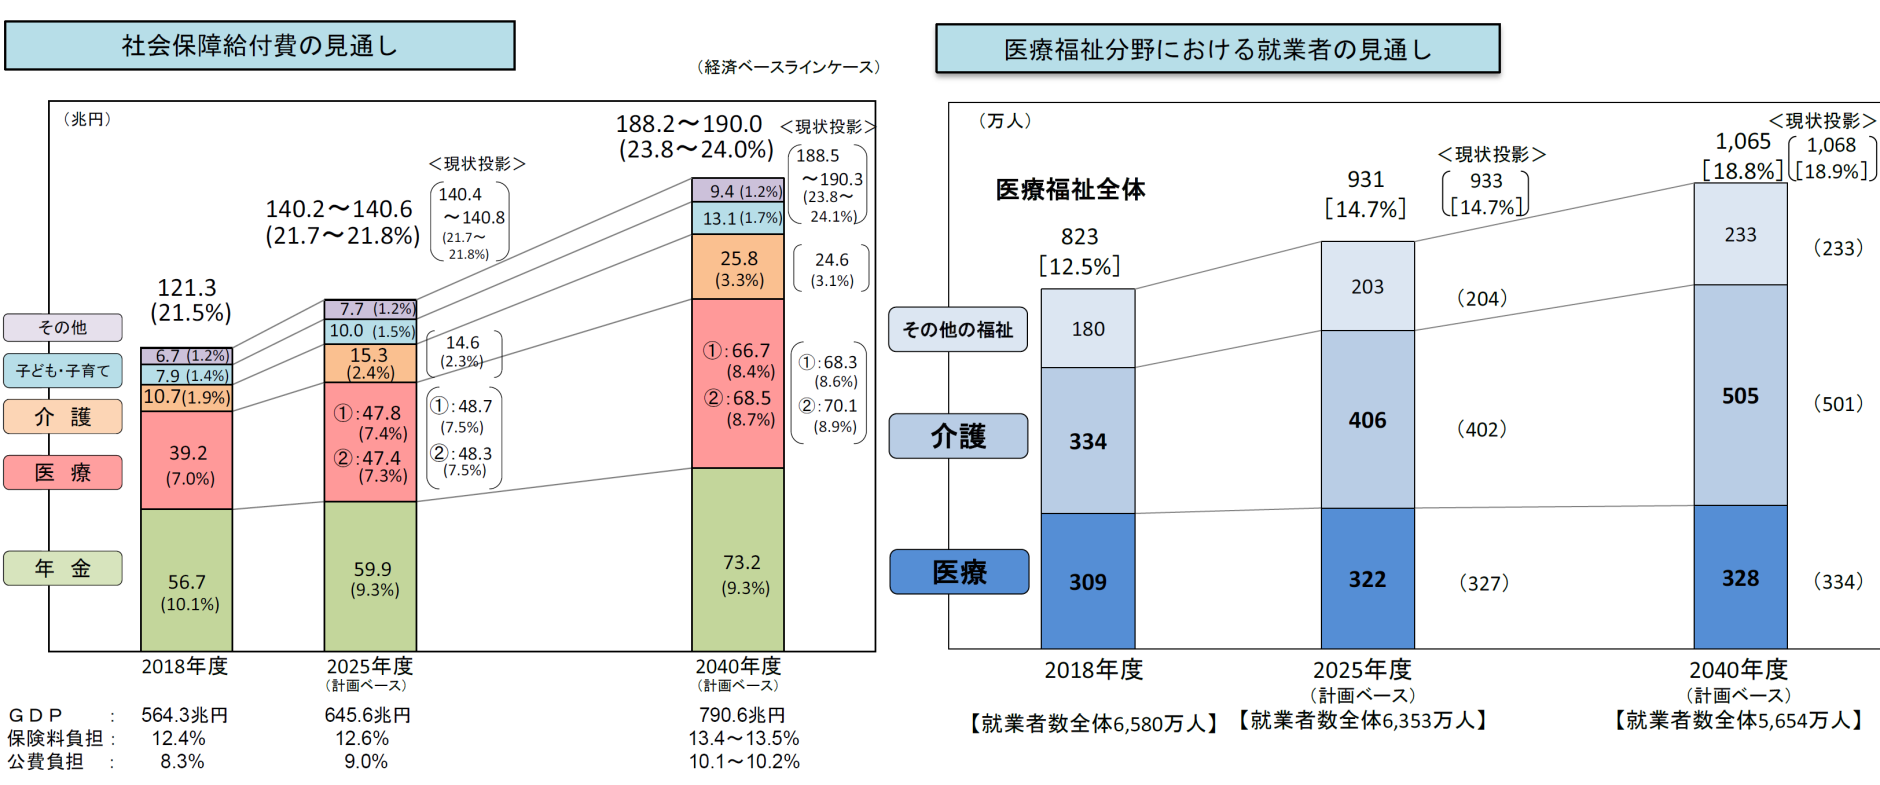 社会保障給付費の見通し
（経済ベースラインケース）
（兆円）
188.2～190.0
(23.8～24.0%)
＜現状投影＞
188.5
～190.3
(23.8～
24.1%)
＜現状投影＞
140.4
～140.8
(21.7～
21.8%)
140.2～140.6
(21.7～21.8%)
121.3
(21.5%)
その他
6.7 (1.2%)
7.7 (1.2%)
9.4 (1.2%)
子ども・子育て
7.9 (1.4%)
10.0 (1.5%)
13.1 (1.7%)
介 護
10.7(1.9%)
15.3
(2.4%)
14.6
(2.3%)
25.8
(3.3%)
24.6
(3.1%)
医 療
39.2
(7.0%)
①:47.8
(7.4%)
②:47.4
(7.3%)
①:48.7
(7.5%)
②:48.3
(7.5%)
①:66.7
(8.4%)
②:68.5
(8.7%)
①:68.3
(8.6%)
②:70.1
(8.9%)
年 金
56.7
(10.1%)
59.9
(9.3%)
73.2
(9.3%)
2018年度
2025年度
（計画ベース）
2040年度
（計画ベース）
ＧＤＰ : 564.3兆円 645.6兆円 790.6兆円
保険料負担 : 12.4% 12.6% 13.4～13.5%
公費負担 : 8.3% 9.0% 10.1～10.2%
医療福祉分野における就業者の見通し
（万人）
医療福祉全体
823
[12.5%]
931
[14.7%]
＜現状投影＞
933
[14.7%]
1,065
[18.8%]
＜現状投影＞
1,068
[18.9%]
その他の福祉
180
203
（204）
233
（233）
介護
334
406
（402）
505
（501）
医療
309
322
（327）
328
（334）
2018年度
2025年度
（計画ベース）
2040年度
（計画ベース）
【就業者数全体6,580万人】
【就業者数全体6,353万人】
【就業者数全体5,654万人】